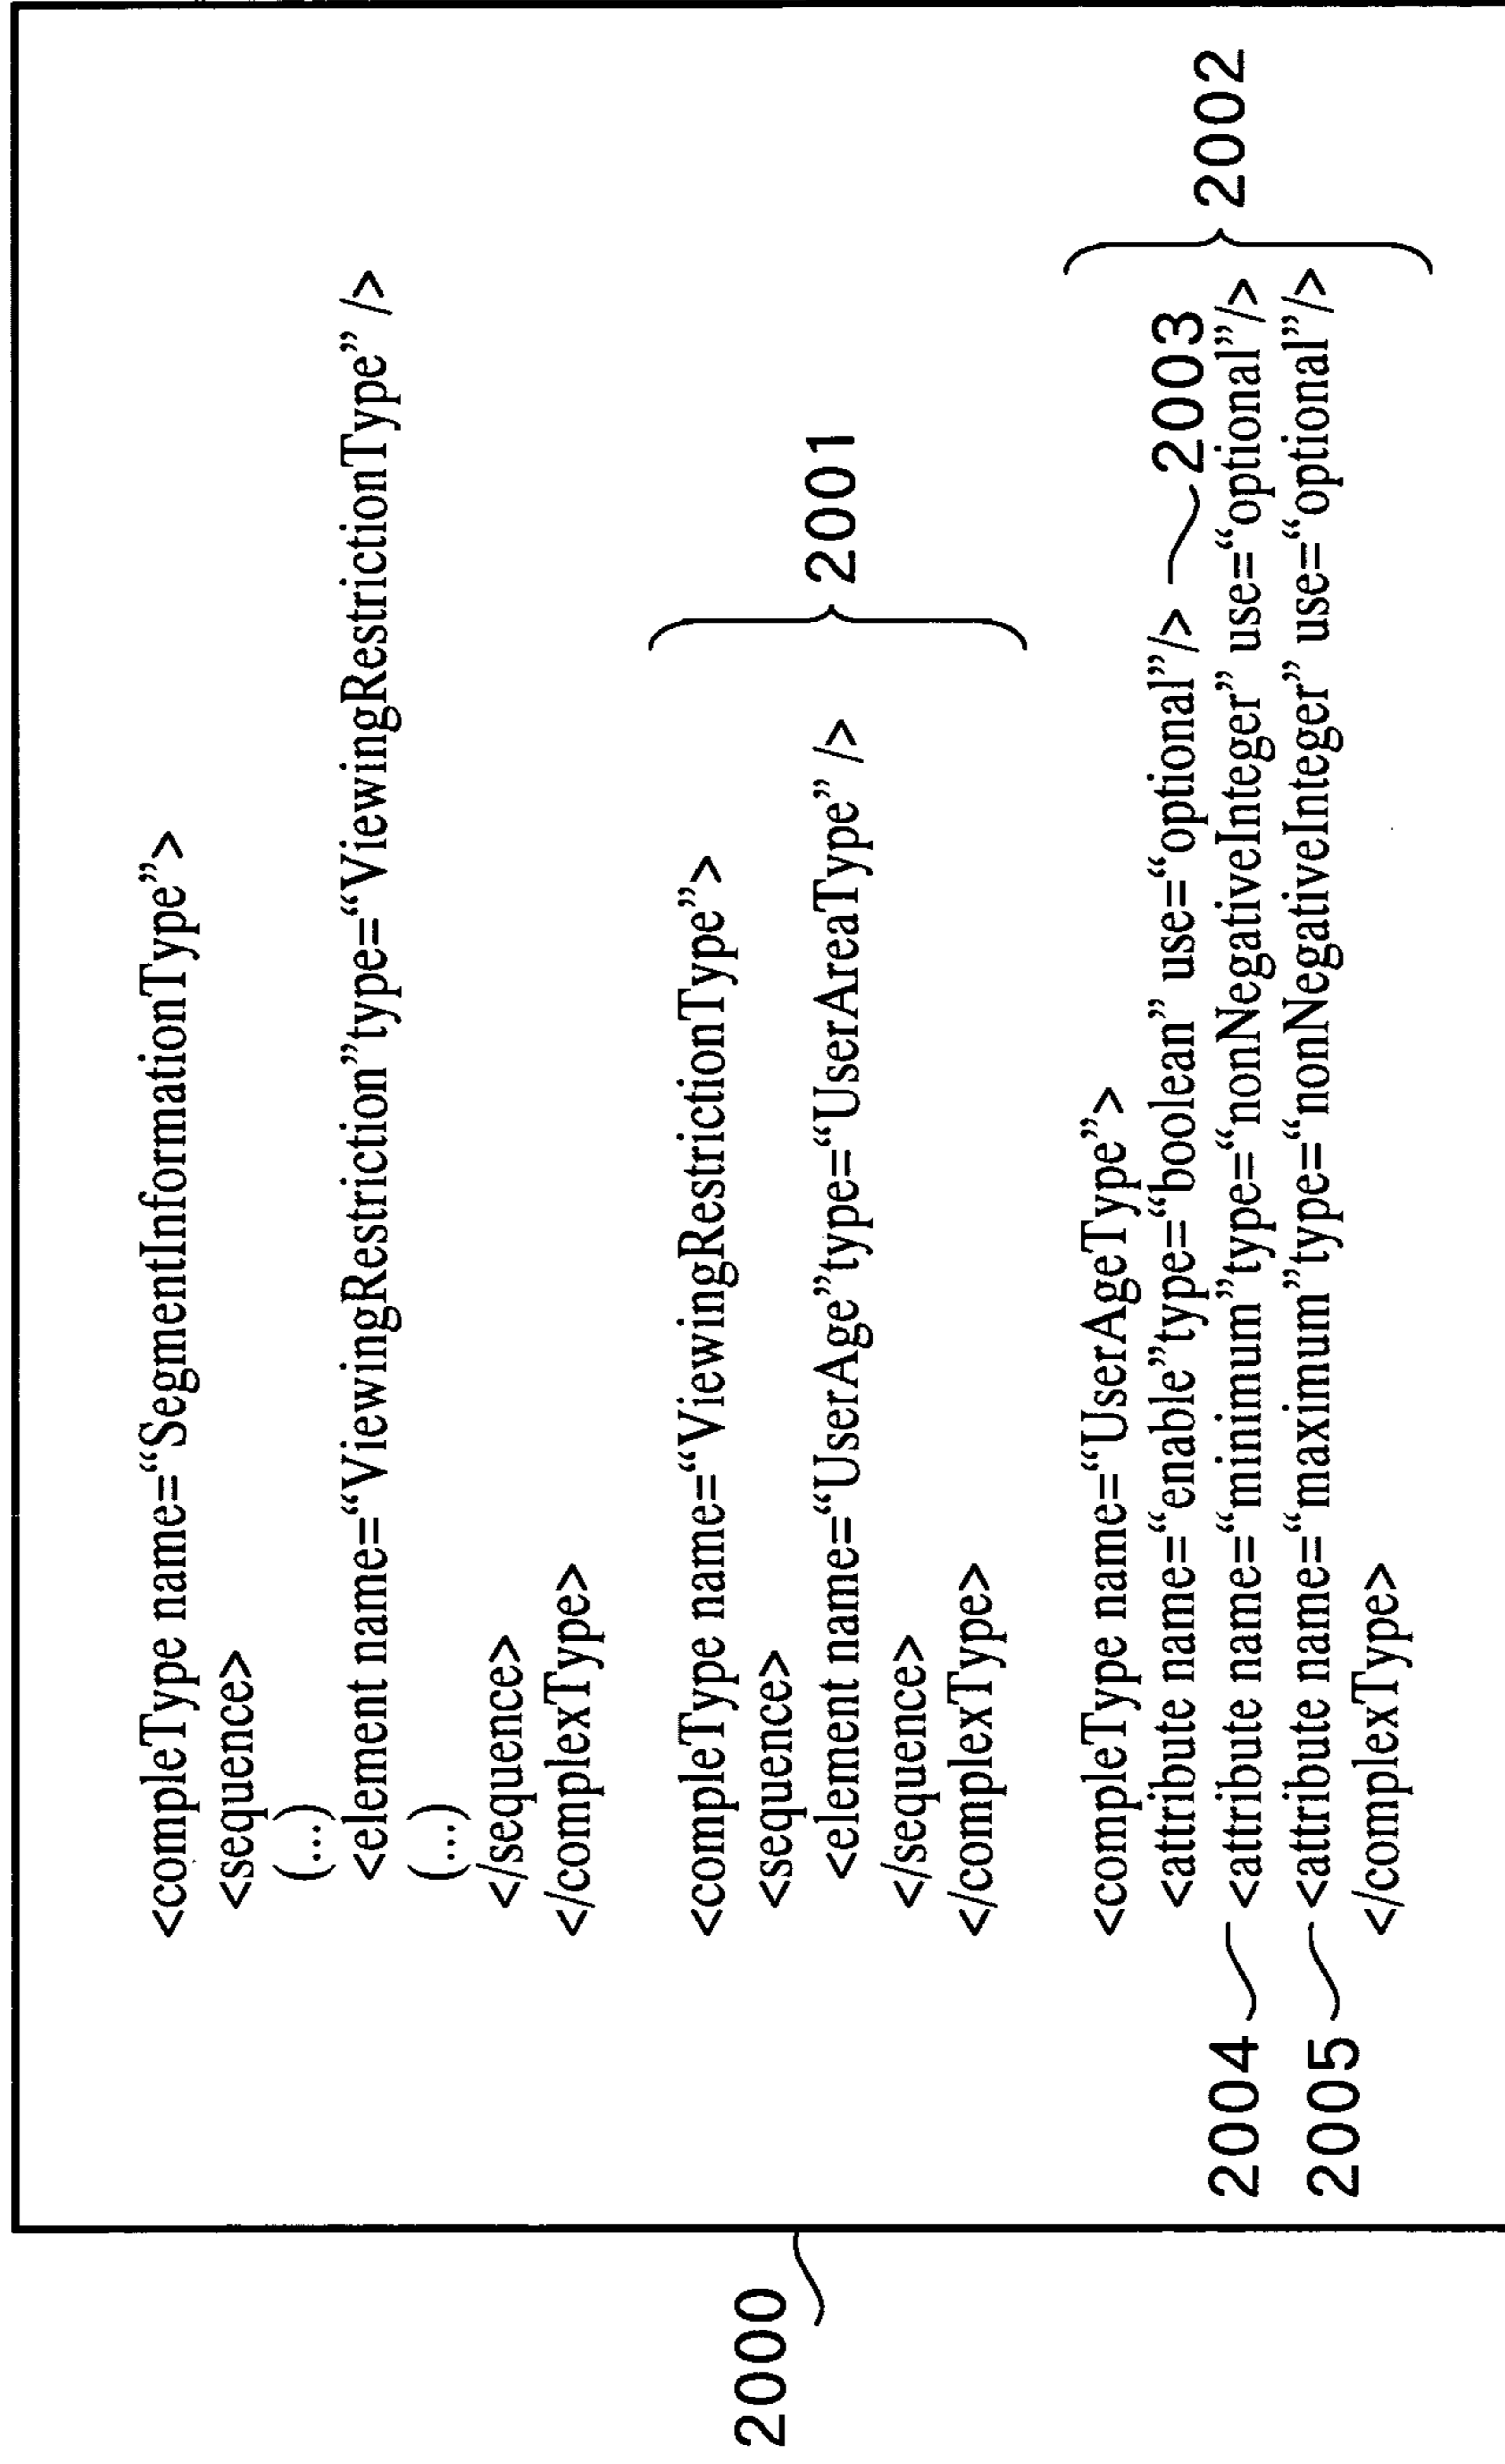 <compleType name=“SegmentInformationType”>
<sequence>
(...)
<element name=“ViewingRestriction”type=“ViewingRestrictionType” />
(...)
</sequence>
</complexType>
<compleType name=“ViewingRestrictionType”>
<sequence>
<element name=“UserAge”type=“UserAreaType” />
</sequence>
</complexType>
2001
<compleType name=“UserAgeType”>
<attribute name=“enable”type=“boolean” use=“optional”/> 2003
2004 <attribute name=“minimum”type=“nonNegativeInteger” use=“optional”/>
2005 <attribute name=“maximum”type=“nonNegativeInteger” use=“optional”/>
</complexType>
2002
2000